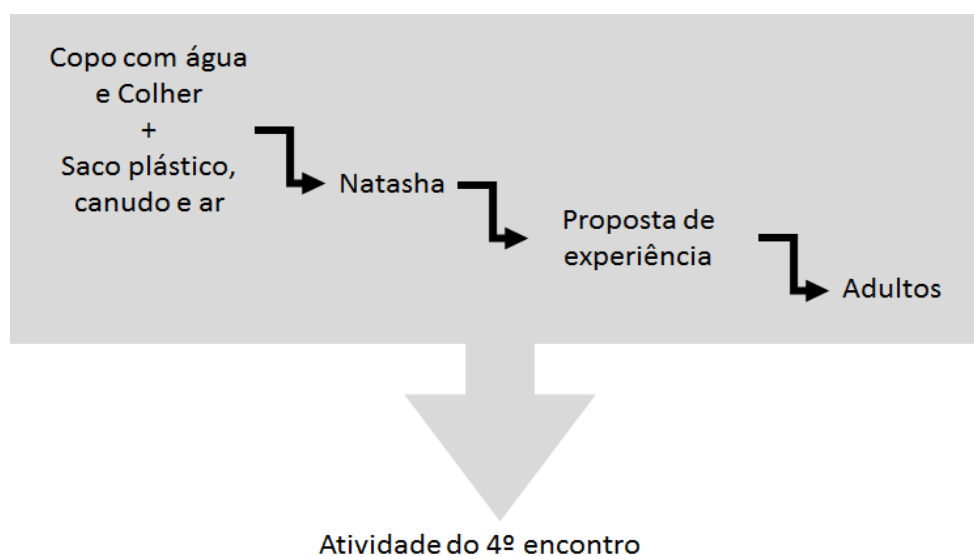 Copo com água
e Colher
+
Saco plástico,
canudo e ar
Natasha
Proposta de
experiência
Adultos
Atividade do 4º encontro